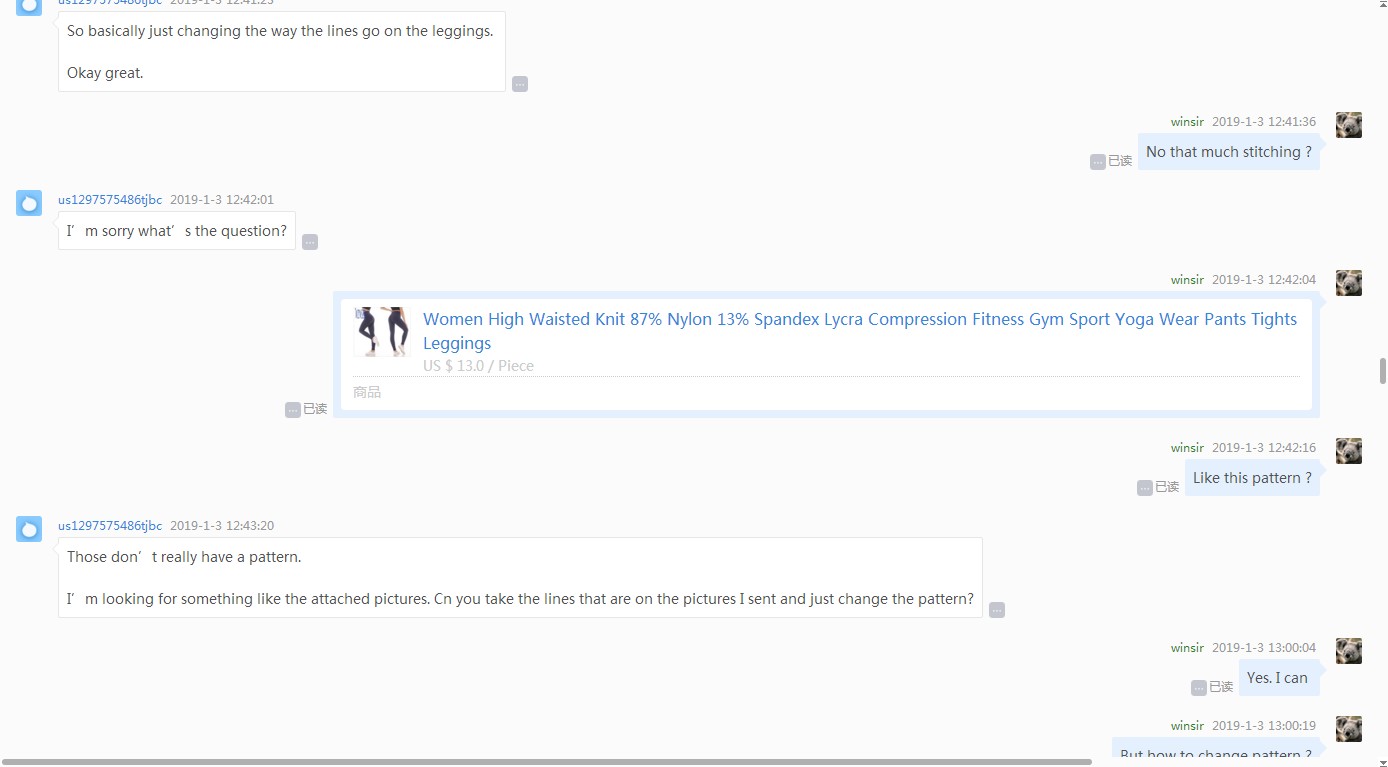 us1297575486tjbc 2019-1-3 12:41:23
So basically just changing the way the lines go on the leggings.
Okay great.
winsir 2019-1-3 12:41:36
已读 No that much stitching ?
us1297575486tjbc 2019-1-3 12:42:01
I’m sorry what’s the question?
winsir 2019-1-3 12:42:04
Women High Waisted Knit 87% Nylon 13% Spandex Lycra Compression Fitness Gym Sport Yoga Wear Pants Tights
Leggings
US $ 13.0 / Piece
商品
已读
winsir 2019-1-3 12:42:16
已读 Like this pattern ?
us1297575486tjbc 2019-1-3 12:43:20
Those don’t really have a pattern.
I’m looking for something like the attached pictures. Cn you take the lines that are on the pictures I sent and just change the pattern?
winsir 2019-1-3 13:00:04
已读 Yes. I can
winsir 2019-1-3 13:00:19
But how to change pattern ?